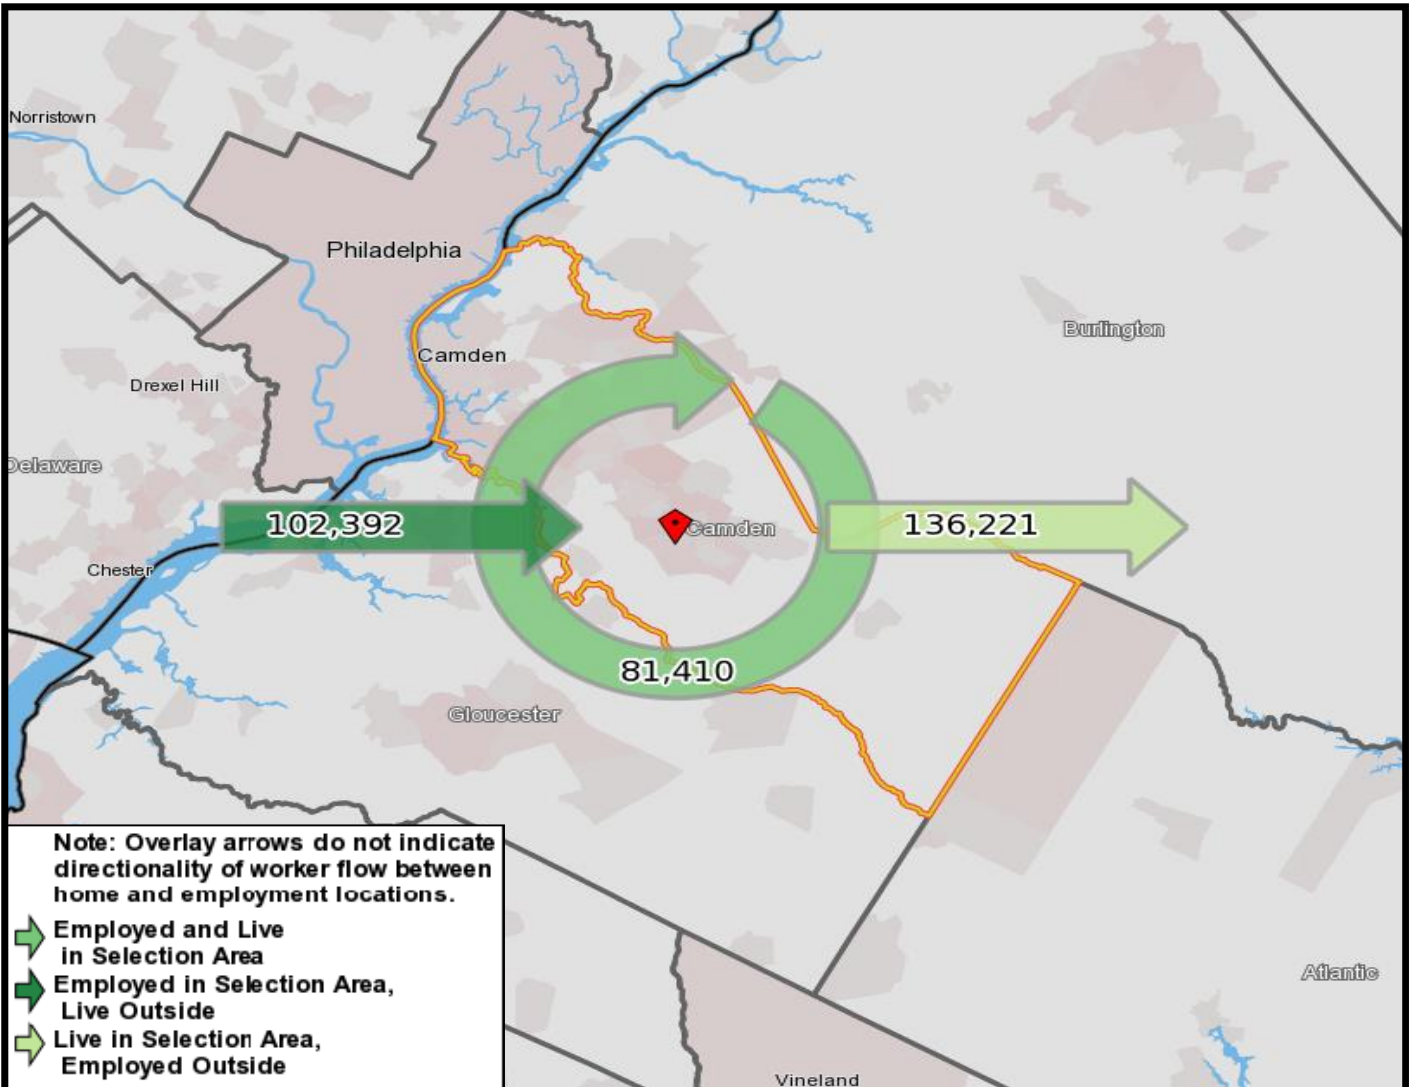 Norristown
Philadelphia
Burlington
Camden
Drexel Hill
Delaware
102,392
Camden
136,221
Chester
81,410
Gloucester
Note: Overlay arrows do not indicate
directionality of worker flow between
home and employment locations.
Employed and Live
in Selection Area
Employed in Selection Area,
Live Outside
Live in Selection Area,
Employed Outside
Atlantic
Vineland